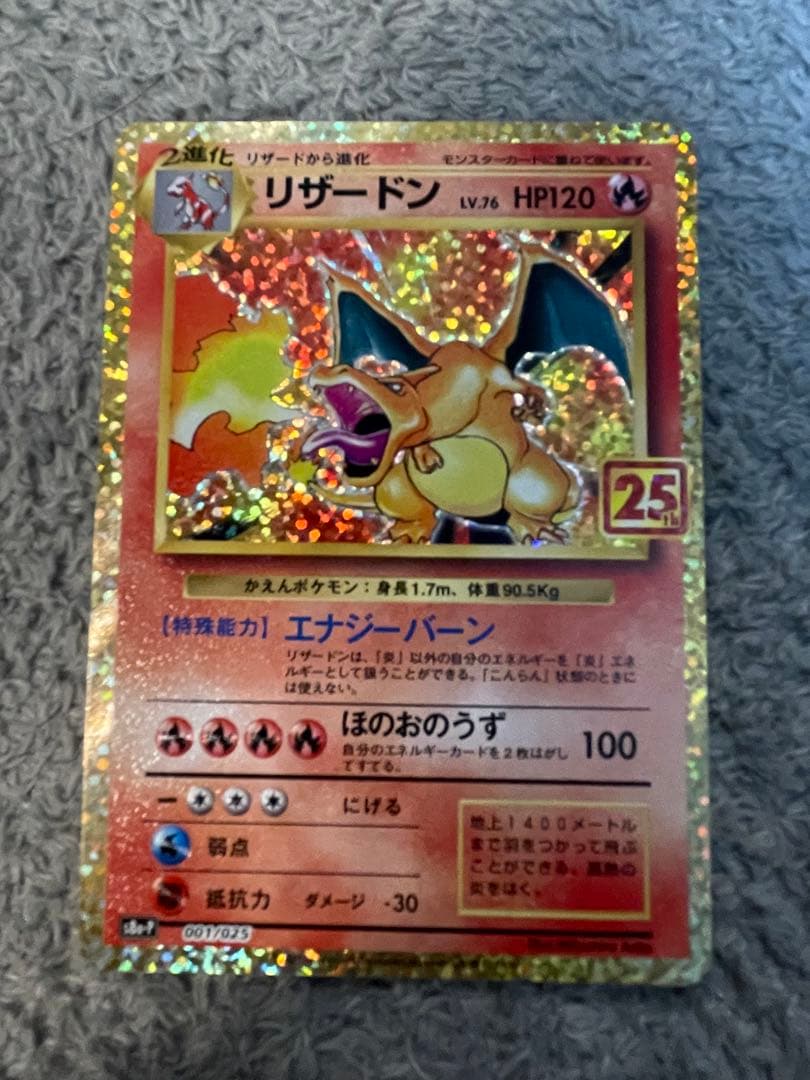 2進化 リザードから進化 モンスターカードに重ねて使います。
リザードン LV.76 HP120
25th
かえんポケモン：身長1.7m、体重90.5Kg
【特殊能力】 エナジーバーン
リザードンは、「炎」以外の自分のエネルギーを「炎」エネ
ルギーとして扱うことができる。「こんらん」状態のときに
は使えない。
ほのおのうず 100
自分のエネルギーカードを2枚はがし
てすてる。
ー にげる
弱点
抵抗力 ダメージ -30
地上1400メートル
まで羽をつかって飛ぶ
ことができる。高熱の
炎をはく。
s8a-P 001/025